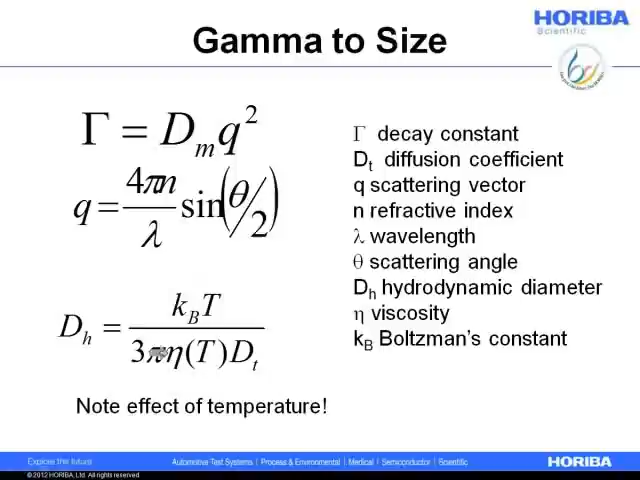 HORIBA
Scientific
Gamma to Size
Γ = D_m q^2
q = 4πn/λ sin(θ/2)
D_h = k_B T / 3πη(T)D_t
Note effect of temperature!
Γ decay constant
D_t diffusion coefficient
q scattering vector
n refractive index
λ wavelength
θ scattering angle
D_h hydrodynamic diameter
η viscosity
k_B Boltzman's constant
Explore the future
Automotive Test Systems | Process & Environmental | Medical | Semiconductor | Scientific
HORIBA
© 2012 HORIBA, Ltd. All rights reserved